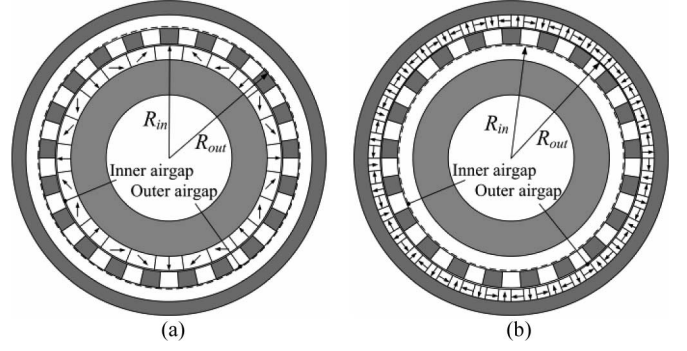 R_in
R_out
Inner airgap
Outer airgap
(a)
R_in
R_out
Inner airgap
Outer airgap
(b)